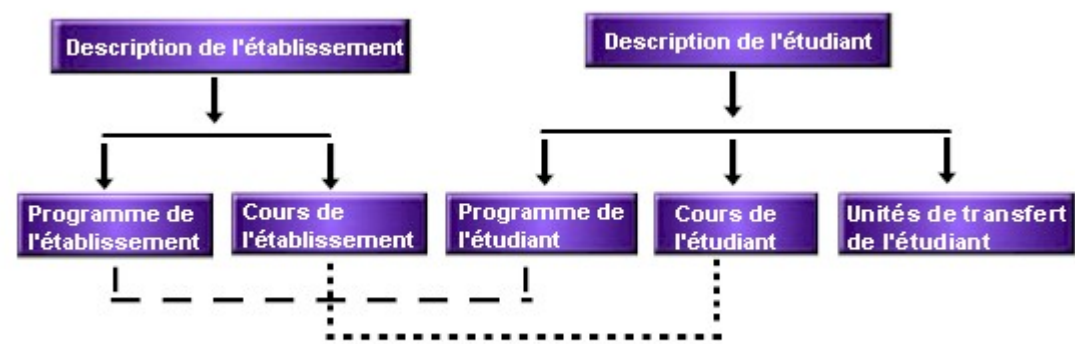 Description de l'établissement
Description de l'étudiant
Programme de
l'établissement
Cours de
l'établissement
Programme de
l'étudiant
Cours de
l'étudiant
Unités de transfert
de l'étudiant